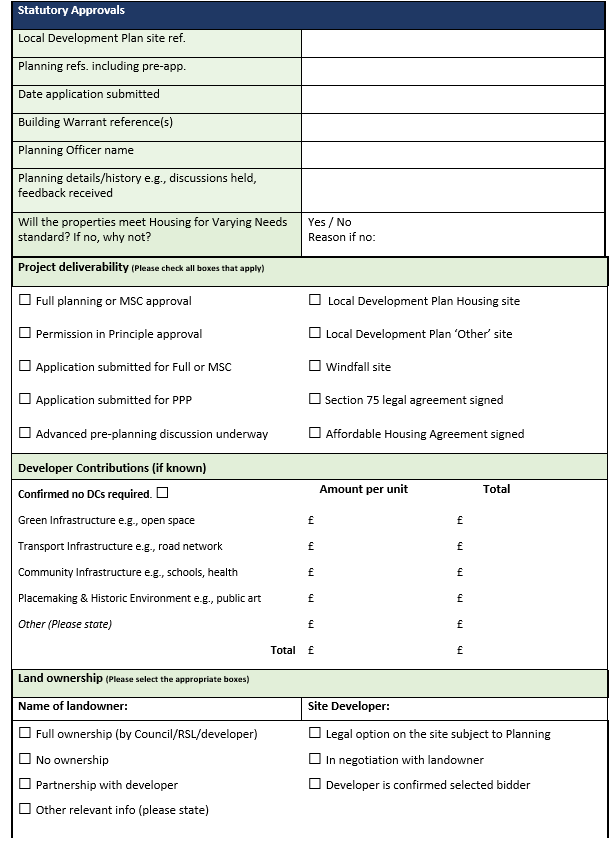 Statutory Approvals
Local Development Plan site ref.
Planning refs. including pre-app.
Date application submitted
Building Warrant reference(s)
Planning Officer name
Planning details/history e.g., discussions held,
feedback received
Will the properties meet Housing for Varying Needs
standard? If no, why not?
Yes / No
Reason if no:
Project deliverability (Please check all boxes that apply)
☐ Full planning or MSC approval
☐ Local Development Plan Housing site
☐ Permission in Principle approval
☐ Local Development Plan ‘Other’ site
☐ Application submitted for Full or MSC
☐ Windfall site
☐ Application submitted for PPP
☐ Section 75 legal agreement signed
☐ Advanced pre-planning discussion underway
☐ Affordable Housing Agreement signed
Developer Contributions (if known)
Confirmed no DCs required. ☐
Amount per unit
Total
Green Infrastructure e.g., open space £ £
Transport Infrastructure e.g., road network £ £
Community Infrastructure e.g., schools, health £ £
Placemaking & Historic Environment e.g., public art £ £
Other (Please state) £ £
Total £ £
Land ownership (Please select the appropriate boxes)
Name of landowner:
Site Developer:
☐ Full ownership (by Council/RSL/developer)
☐ Legal option on the site subject to Planning
☐ No ownership
☐ In negotiation with landowner
☐ Partnership with developer
☐ Developer is confirmed selected bidder
☐ Other relevant info (please state)